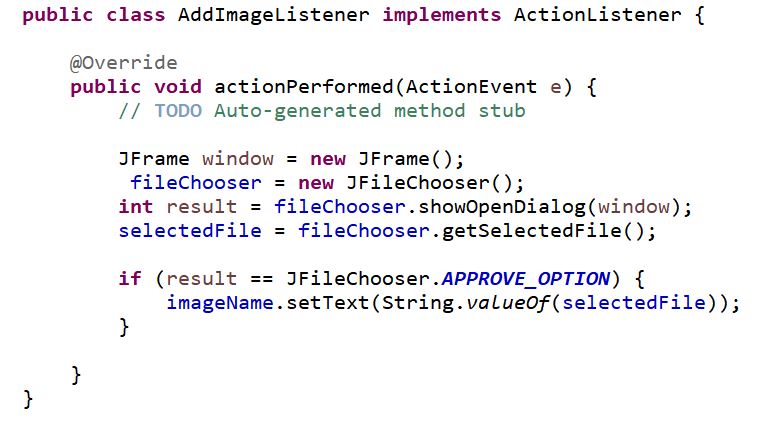 public class AddImageListener implements ActionListener {
@Override
public void actionPerformed(ActionEvent e) {
// TODO Auto-generated method stub
JFrame window = new JFrame();
fileChooser = new JFileChooser();
int result = fileChooser.showOpenDialog(window);
selectedFile = fileChooser.getSelectedFile();
if (result == JFileChooser.APPROVE_OPTION) {
imageName.setText(String.valueOf(selectedFile));
}
}
}